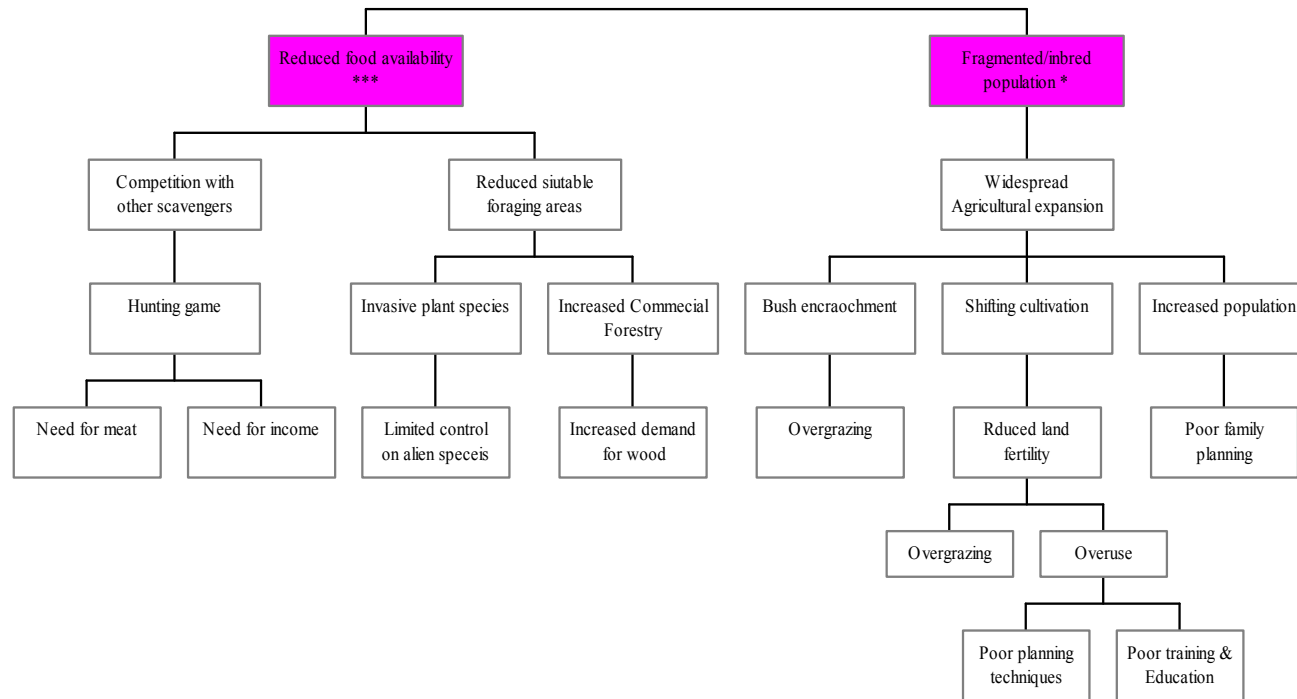 Reduced food availability
***
Fragmented/inbred
population *
Competition with
other scavengers
Reduced siutable
foraging areas
Widespread
Agricultural expansion
Hunting game
Invasive plant species
Increased Commecial
Forestry
Bush encraochment
Shifting cultivation
Increased population
Need for meat
Need for income
Limited control
on alien speceis
Increased demand
for wood
Overgrazing
Rduced land
fertility
Poor family
planning
Overgrazing
Overuse
Poor planning
techniques
Poor training &
Education